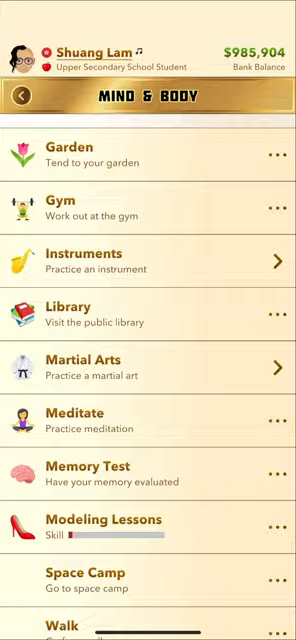 Shuang Lam
$985,904
Upper Secondary School Student
Bank Balance
MIND & BODY
Garden
Tend to your garden
Gym
Work out at the gym
Instruments
Practice an instrument
Library
Visit the public library
Martial Arts
Practice a martial art
Meditate
Practice meditation
Memory Test
Have your memory evaluated
Modeling Lessons
Skill
Space Camp
Go to space camp
Walk